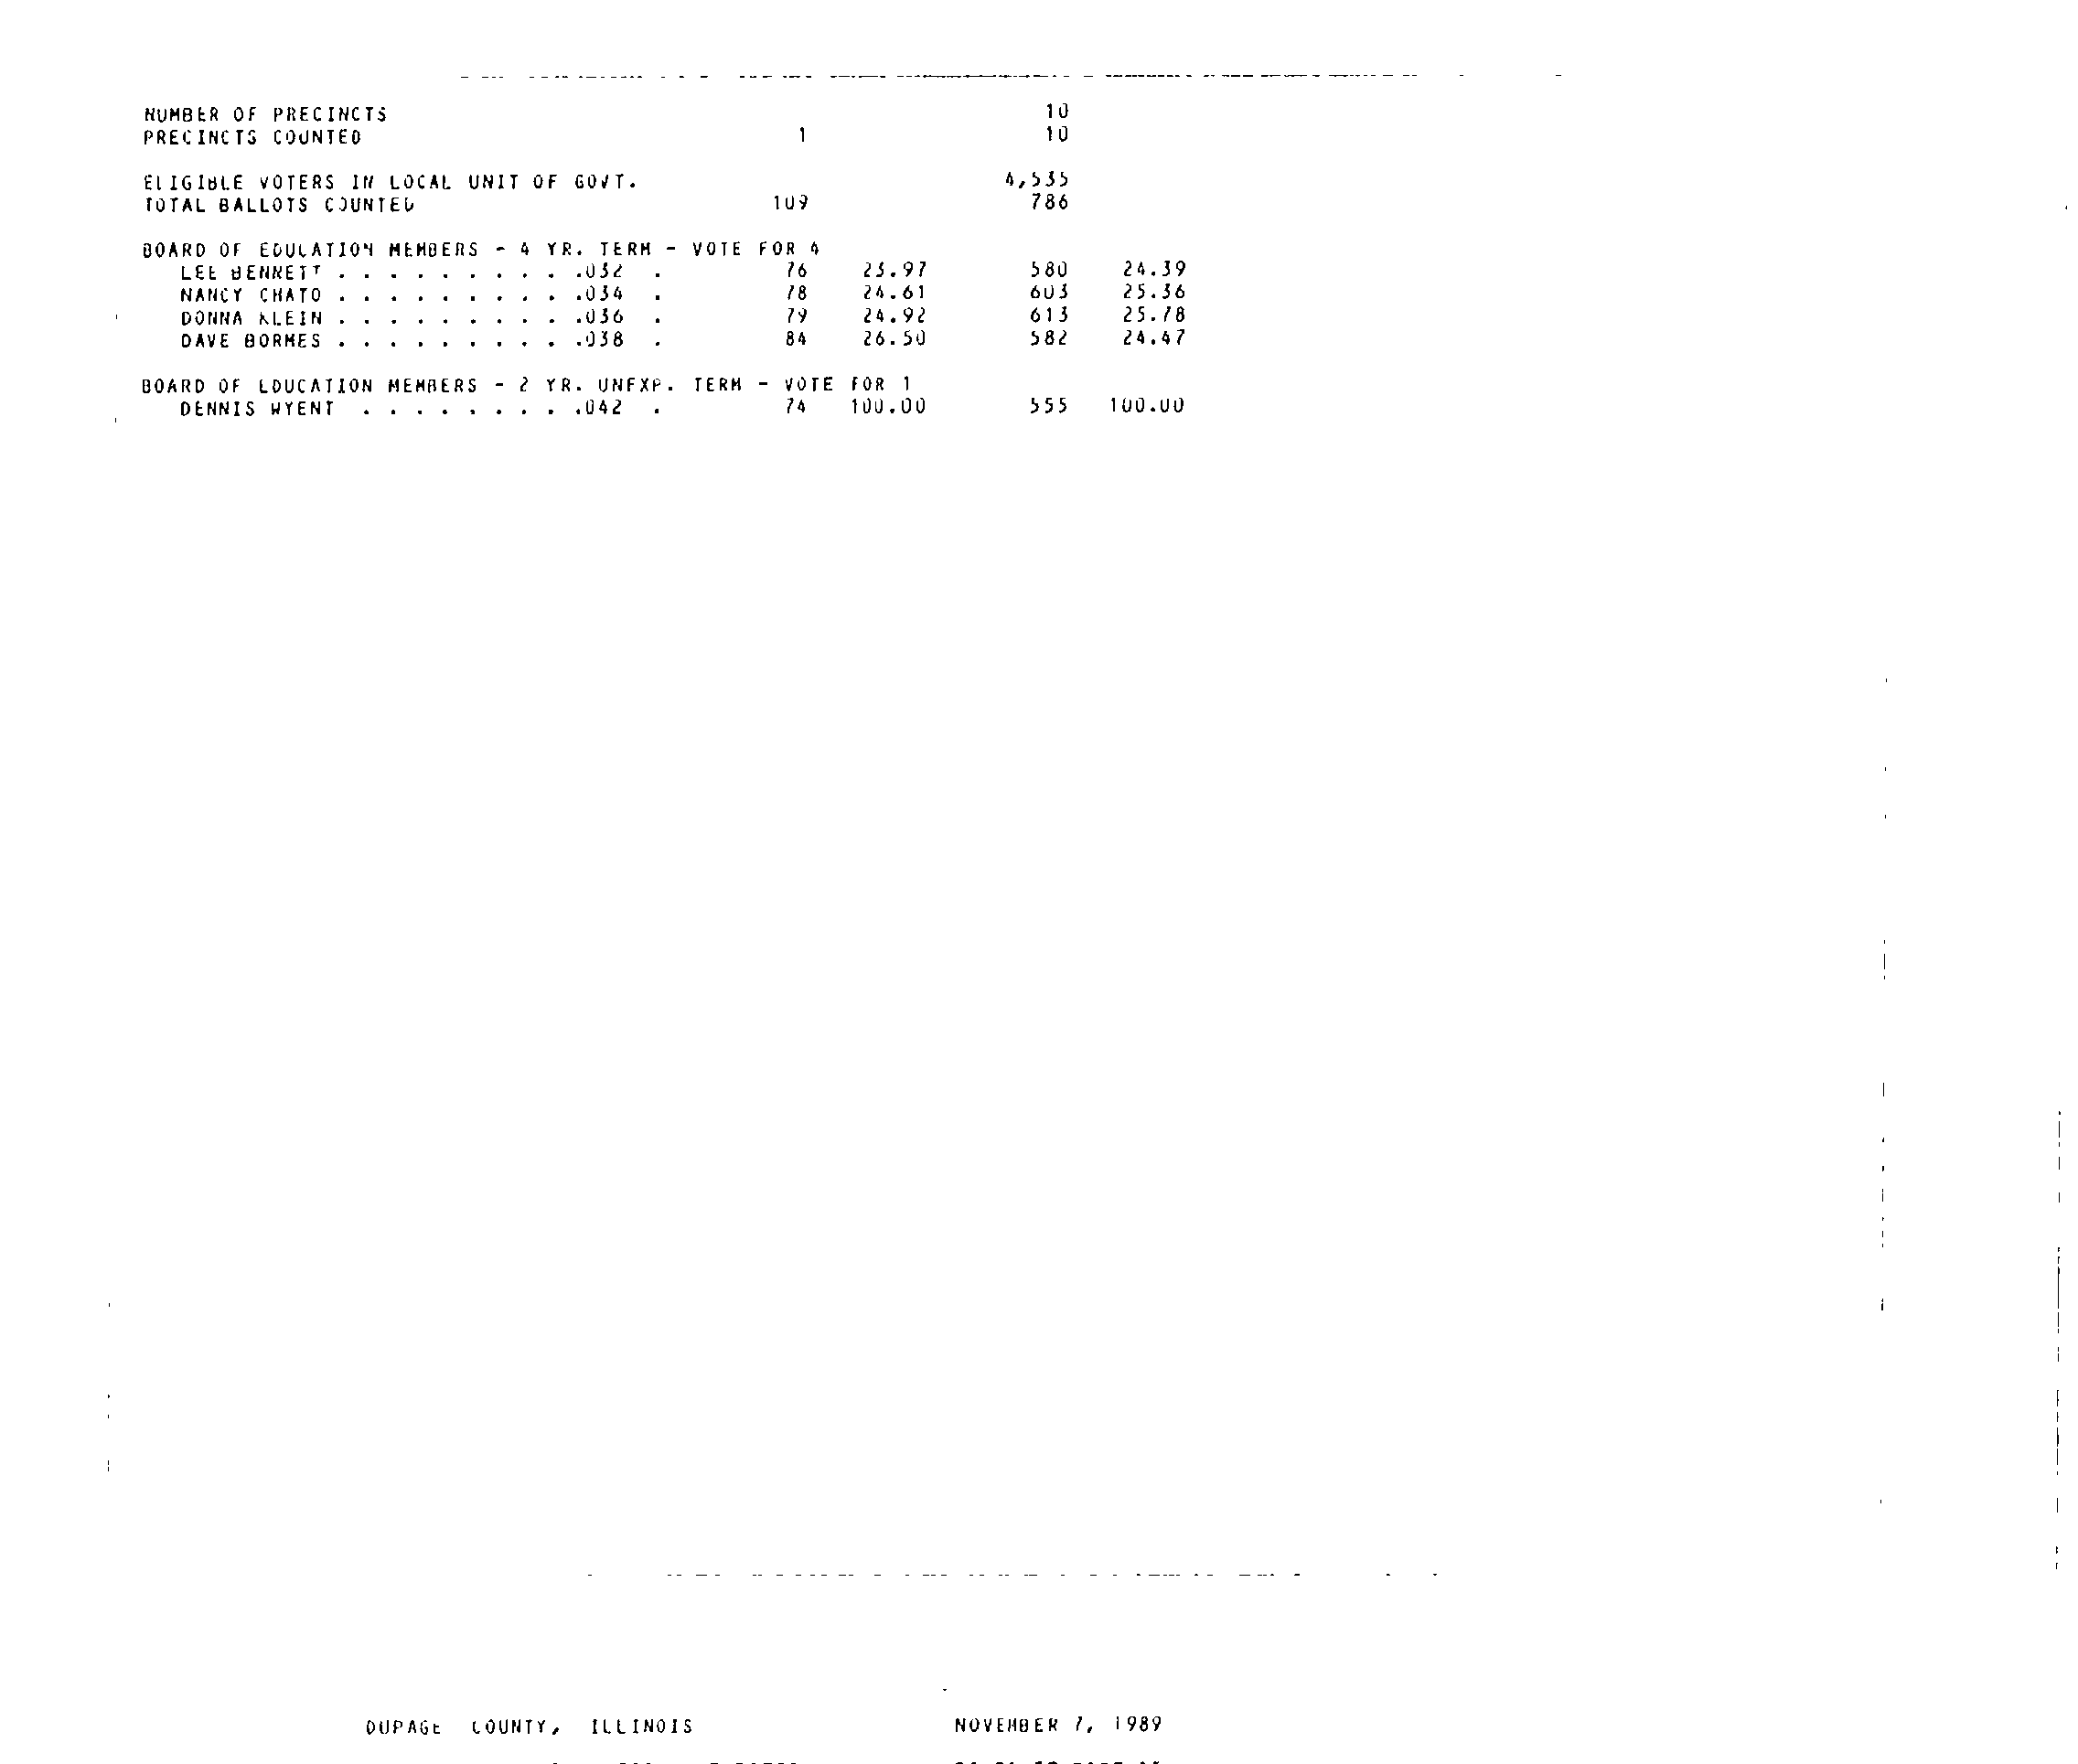 NUMBER OF PRECINCTS 10
PRECINCTS COUNTED 1 10
ELIGIBLE VOTERS IN LOCAL UNIT OF GOVT. 4,535
TOTAL BALLOTS COUNTED 109 786
BOARD OF EDUCATION MEMBERS - 4 YR. TERM - VOTE FOR 4
LEE BENNETT . . . . . . . . . .032 . 76 23.97 580 24.39
NANCY CHATO . . . . . . . . . .034 . 78 24.61 603 25.36
DONNA KLEIN . . . . . . . . . .036 . 79 24.92 613 25.78
DAVE BORMES . . . . . . . . . .038 . 84 26.50 582 24.47
BOARD OF EDUCATION MEMBERS - 2 YR. UNEXP. TERM - VOTE FOR 1
DENNIS WYENT . . . . . . . . .042 . 74 100.00 555 100.00
DUPAGE COUNTY, ILLINOIS NOVEMBER 7, 1989